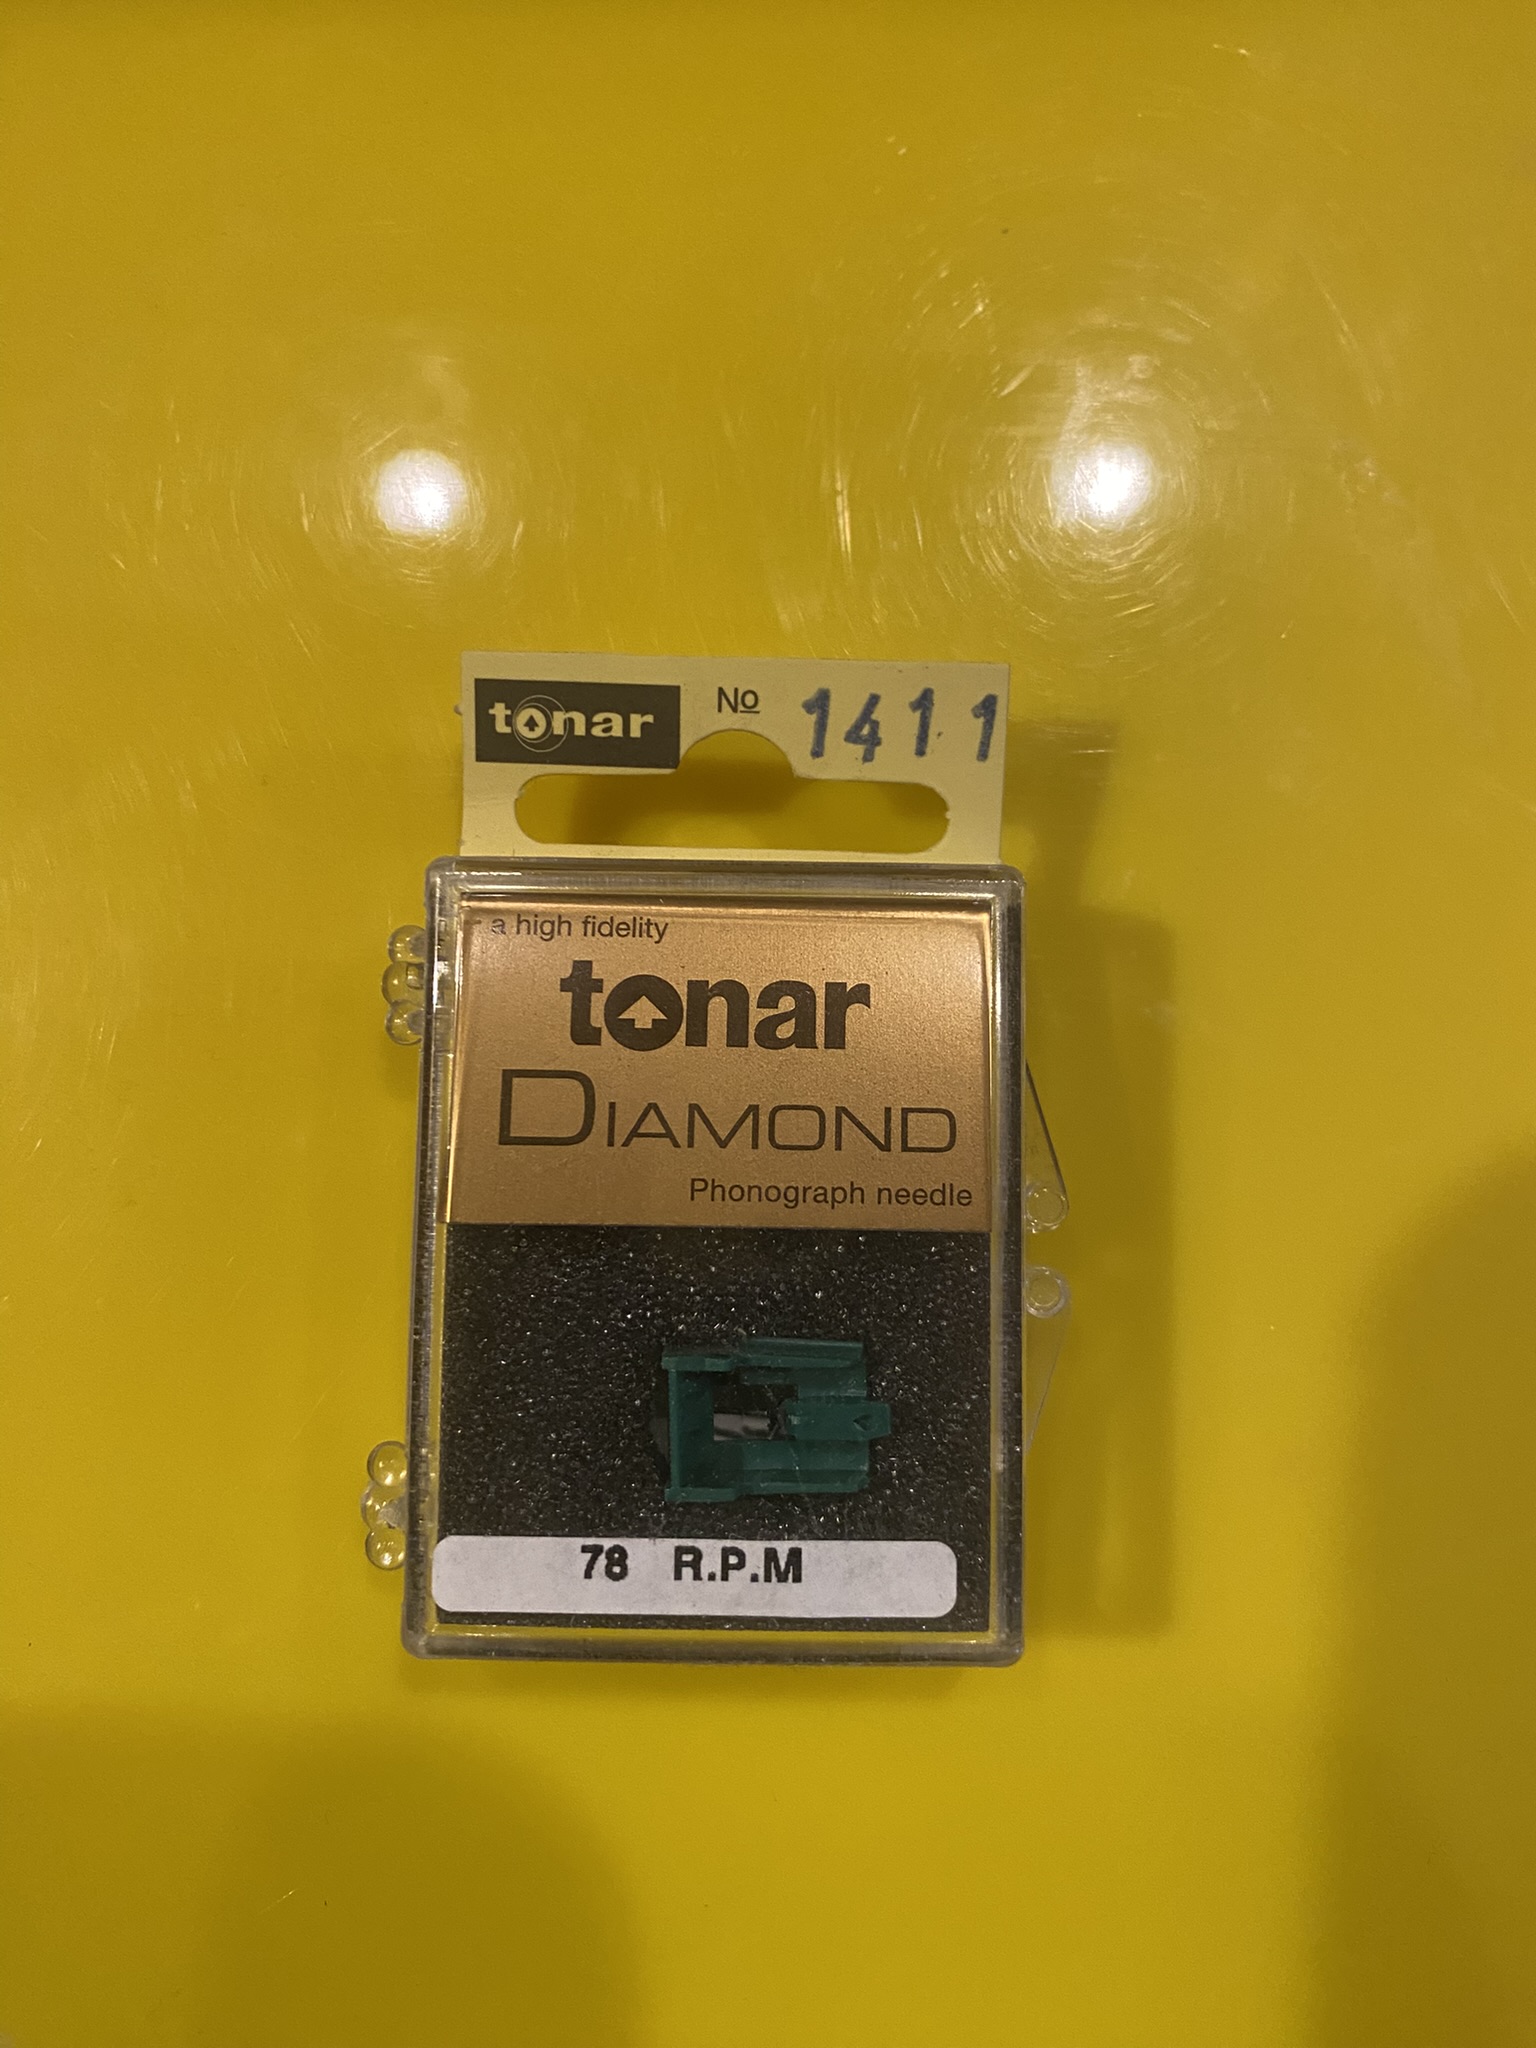 tonar No 1411
a high fidelity
tonar
DIAMOND
Phonograph needle
78 R.P.M